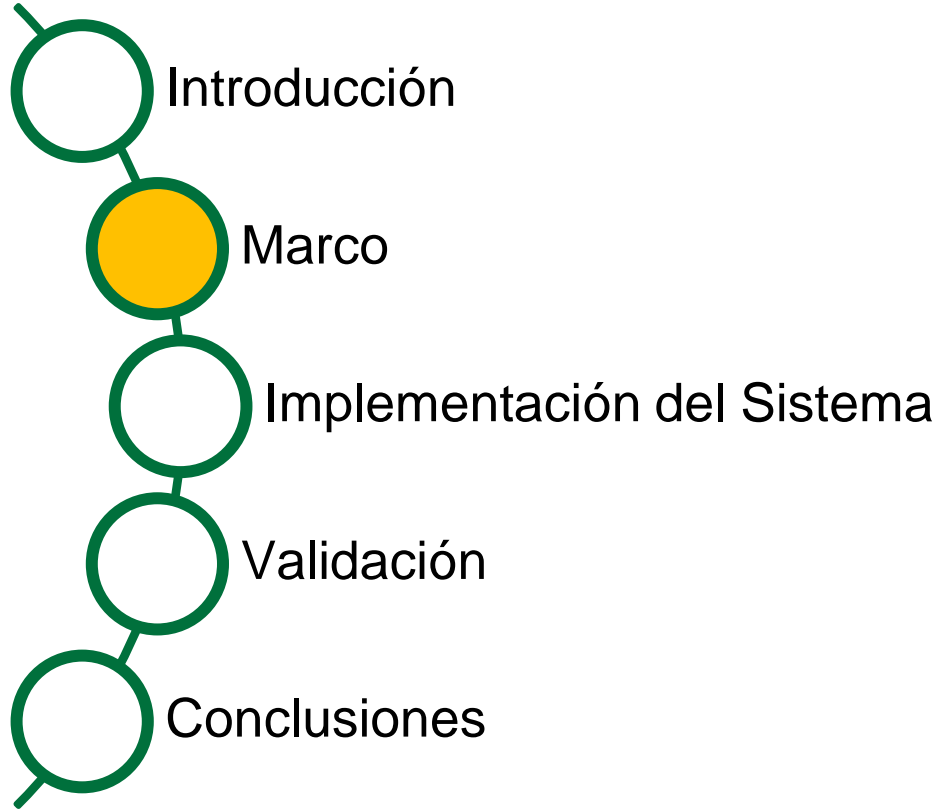 Introducción
Marco
Implementación del Sistema
Validación
Conclusiones